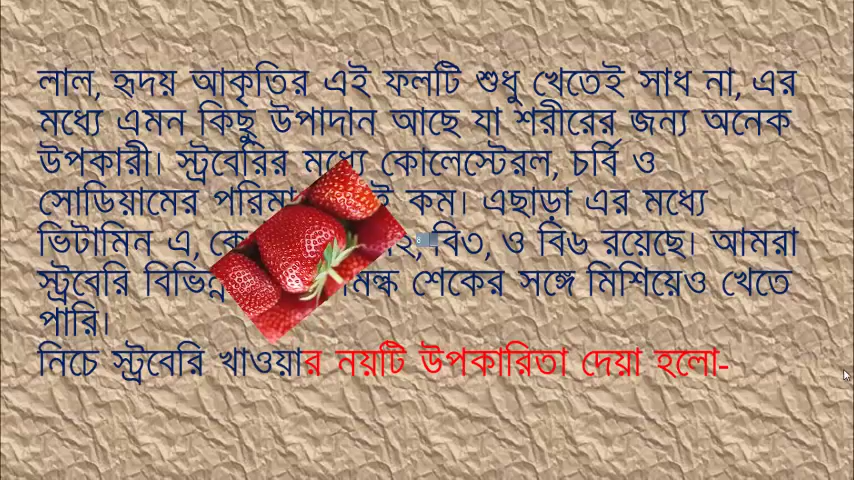 লাল, হৃদয় আকৃতির এই ফলটি শুধু খেতেই সাধ না, এর
মধ্যে এমন কিছু উপাদান আছে যা শরীরের জন্য অনেক
উপকারী। স্ট্রবেরির মধ্যে কোলেস্টেরল, চর্বি ও
সোডিয়ামের কম। এছাড়া এর মধ্যে
ভিটামিন এ, বি৩, ও বি৬ রয়েছে। আমরা
স্ট্রবেরি শেকের সঙ্গে মিশিয়েও খেতে
পারি।
নিচে স্ট্রবেরি খাওয়ার নয়টি উপকারিতা দেয়া হলো-